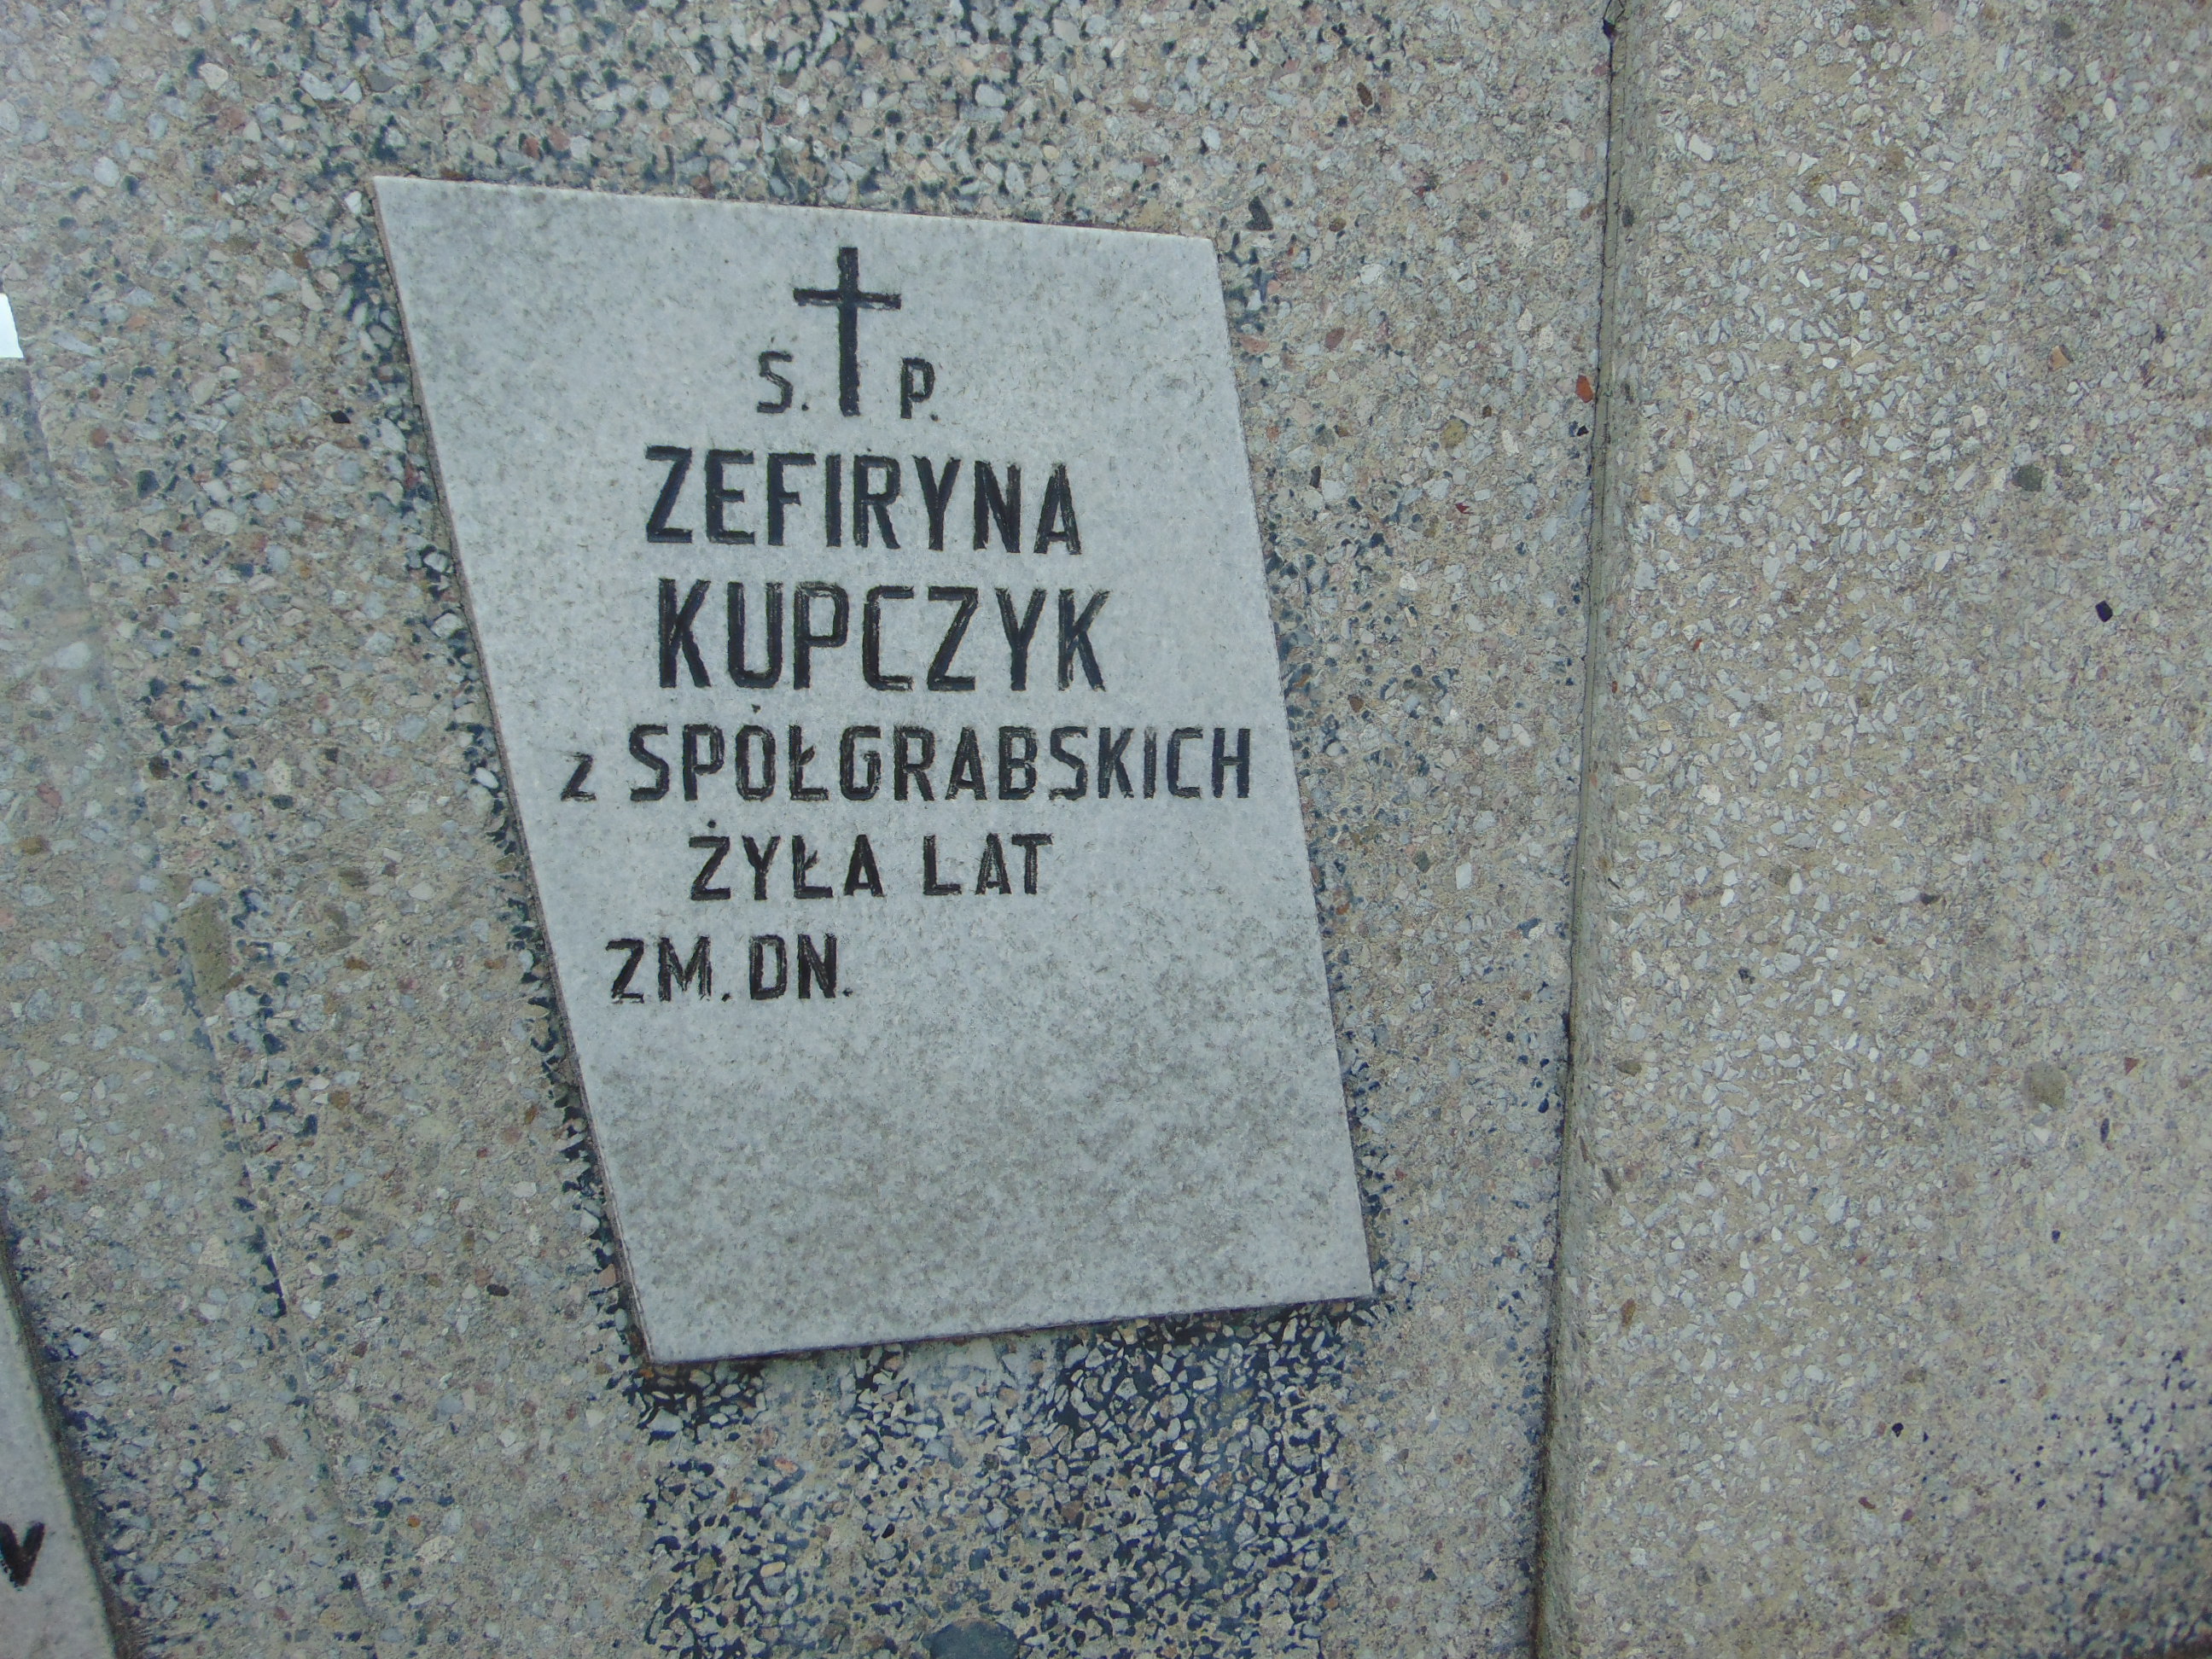 S. P.
ZEFIRYNA
KUPCZYK
z SPÓŁGRABSKICH
ŻYŁA LAT
ZM. DN.
V